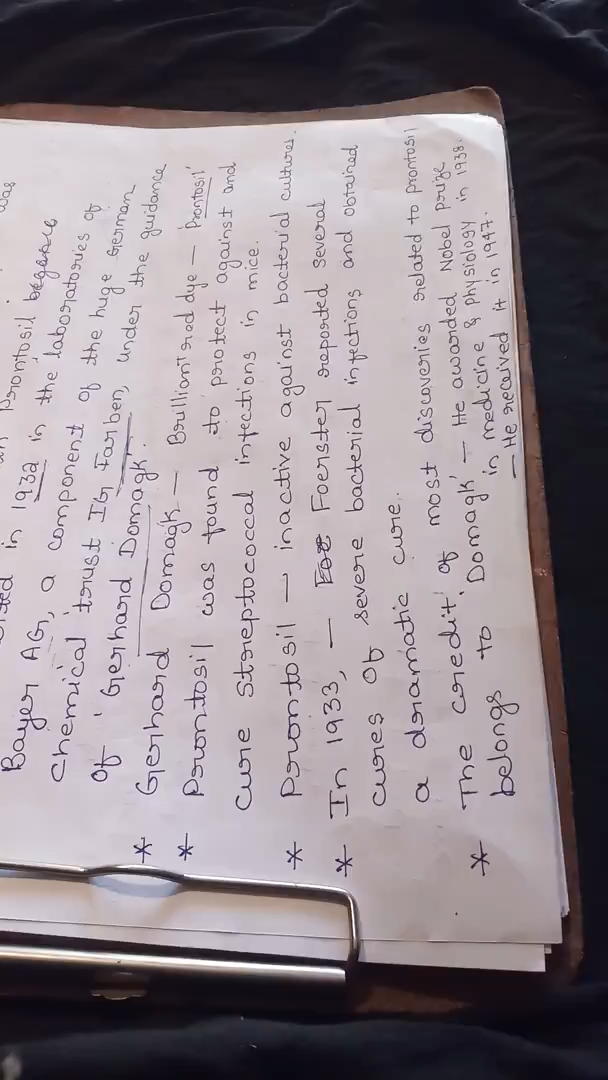 was
in Prontosil
in 1932 in the laboratories of
Bayer AG, a component of the huge German
chemical trust IG Farben, under the guidance
of 'Gerhard Domagk'.
* Gerhard Domagk — Brilliant red dye — 'Prontosil'
* Prontosil was found to protect against and
cure Streptococcal infections in mice.
* Prontosil — inactive against bacterial cultures.
* In 1933, — Foerster reported several
cures of severe bacterial infections and obtained
a dramatic cure.
* The credit, of most discoveries related to prontosil
belongs to 'Domagk' — He awarded Nobel Prize
in medicine & physiology in 1938.
— He received it in 1947.